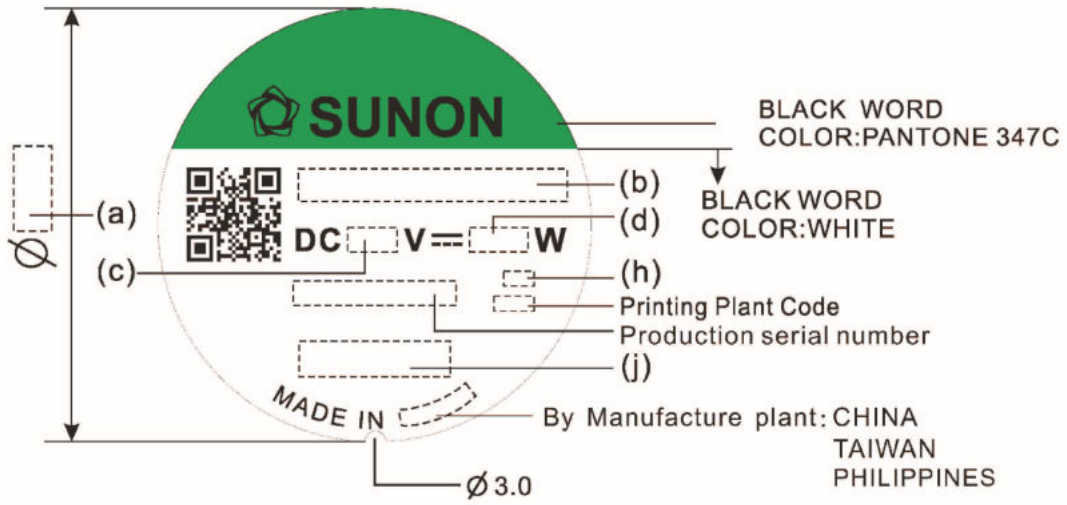 SUNON
BLACK WORD
COLOR:PANTONE 347C
(b)
BLACK WORD
COLOR:WHITE
(a)
Ø
DC V⎓ W
(d)
(c)
(h)
Printing Plant Code
Production serial number
(j)
MADE IN
By Manufacture plant: CHINA
TAIWAN
PHILIPPINES
Ø3.0